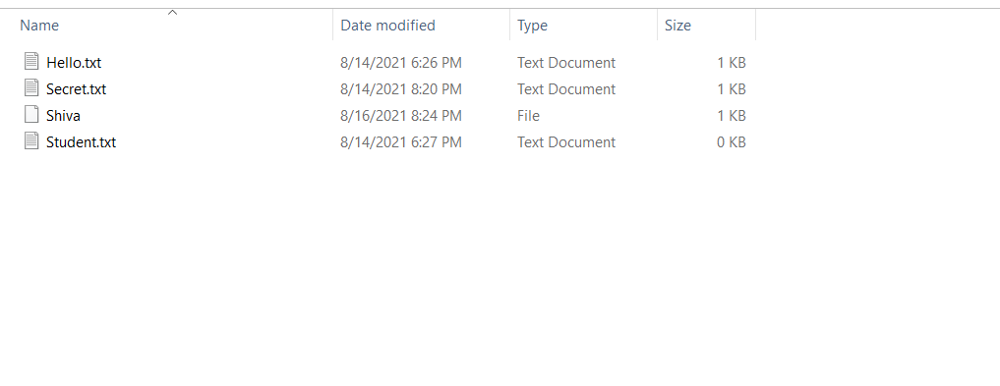 Name Date modified Type Size
Hello.txt 8/14/2021 6:26 PM Text Document 1 KB
Secret.txt 8/14/2021 8:20 PM Text Document 1 KB
Shiva 8/16/2021 8:24 PM File 1 KB
Student.txt 8/14/2021 6:27 PM Text Document 0 KB